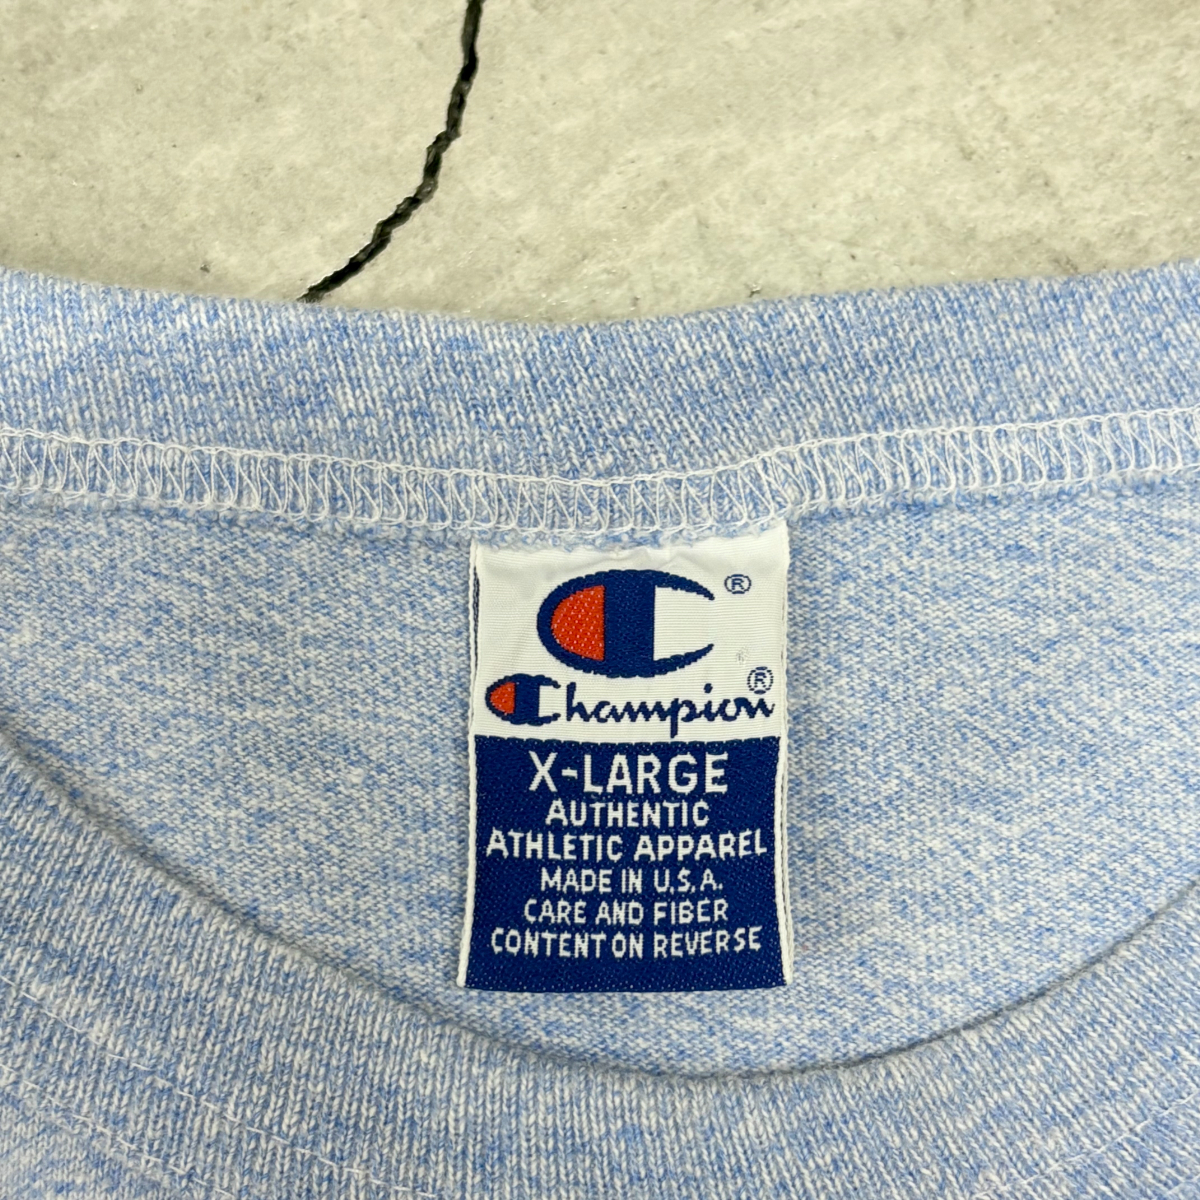 ®
Champion®
X-LARGE
AUTHENTIC
ATHLETIC APPAREL
MADE IN U.S.A.
CARE AND FIBER
CONTENT ON REVERSE